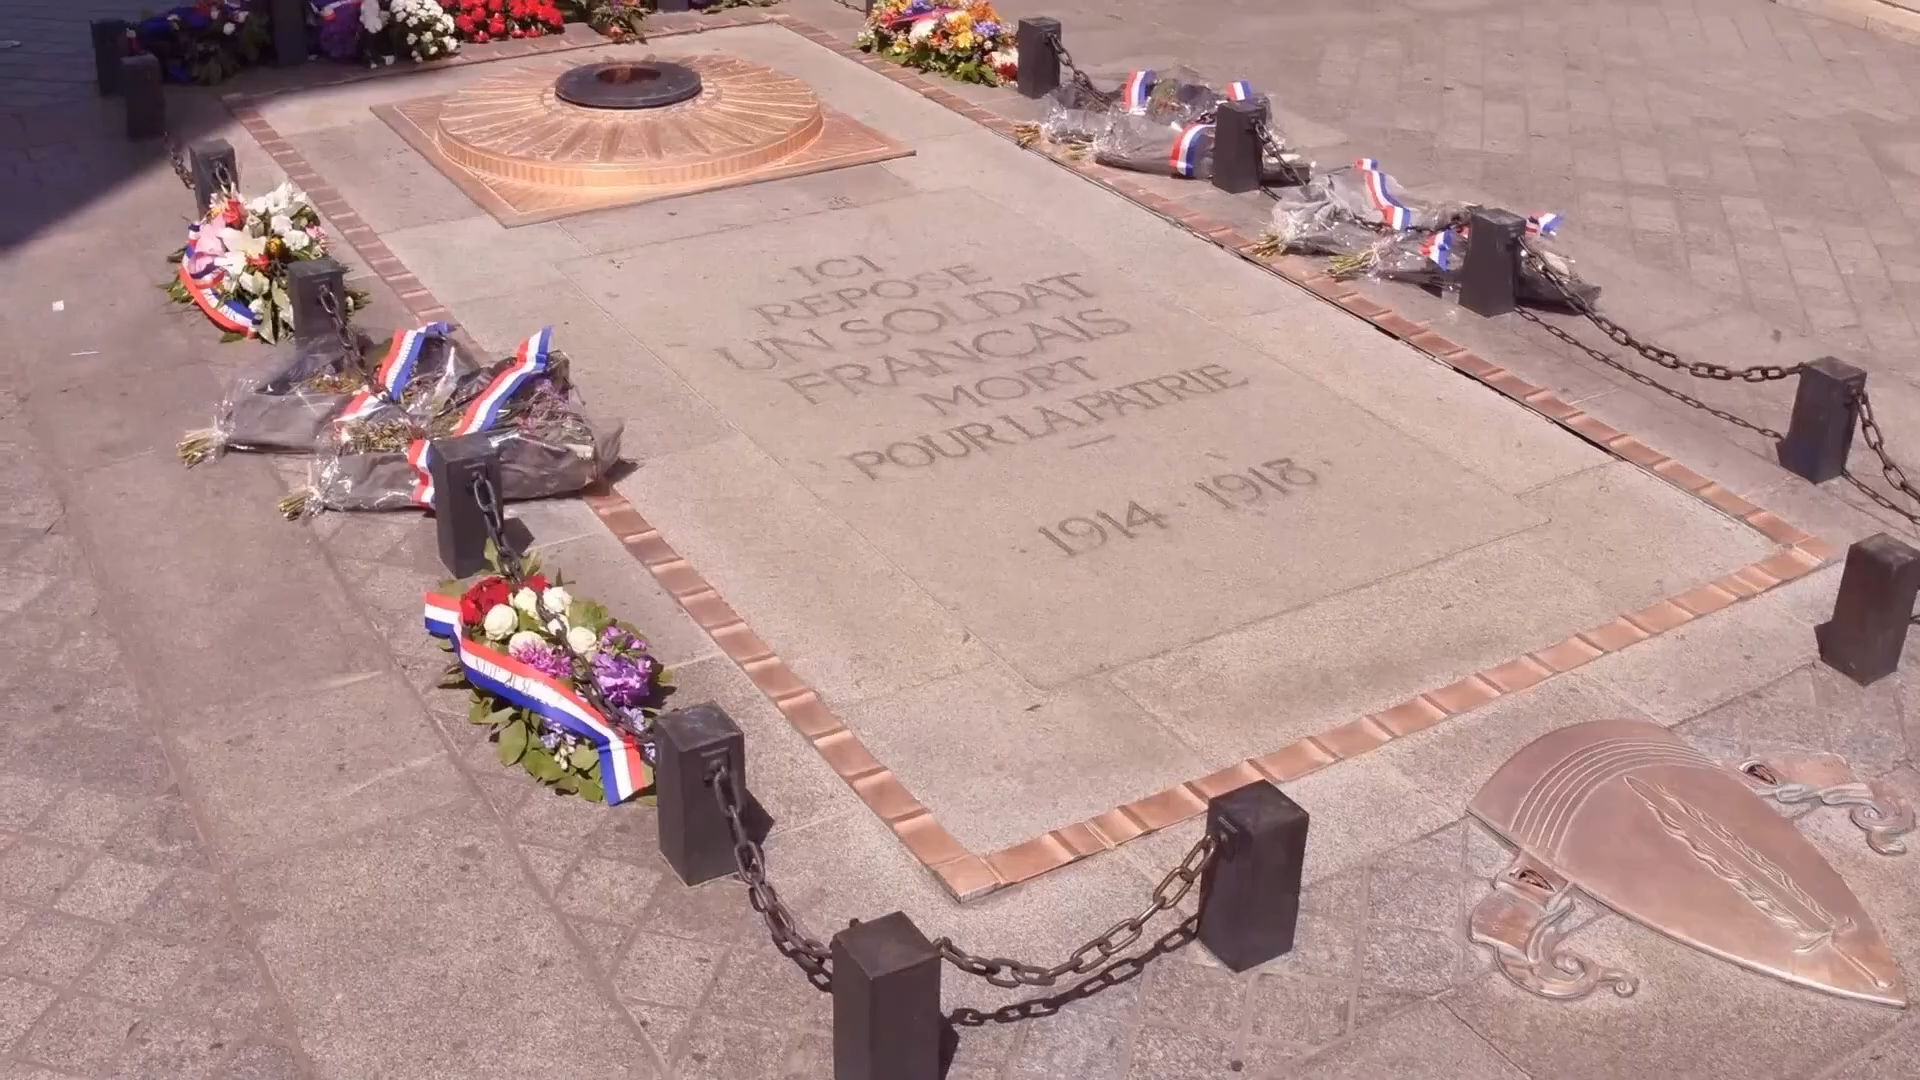 ICI
REPOSE
UN SOLDAT
FRANÇAIS
MORT
POUR LA PATRIE
1914 · 1918